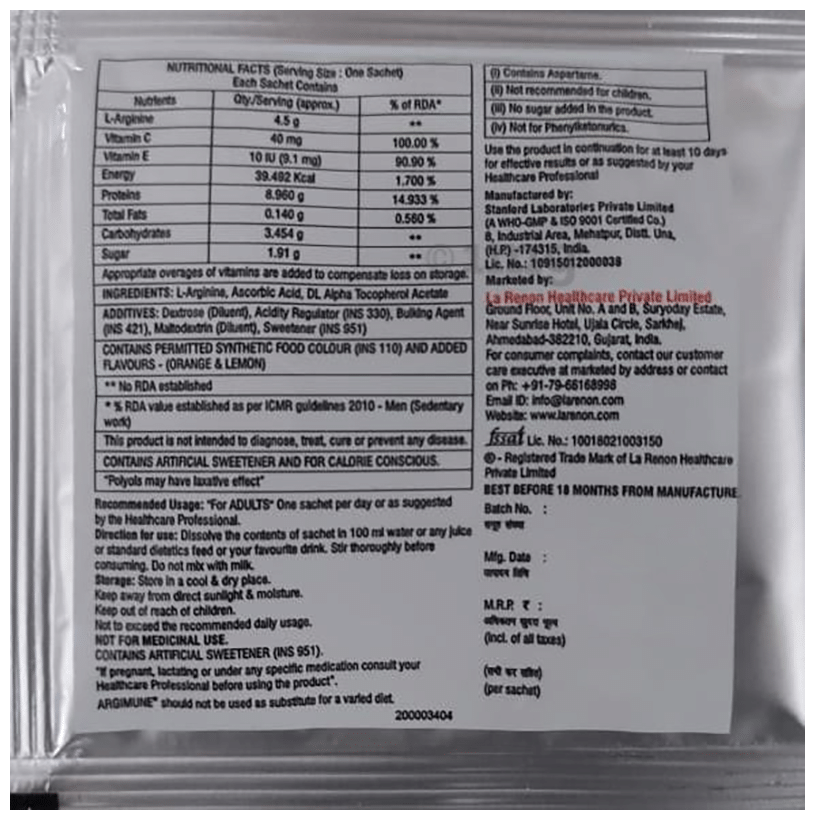 NUTRITIONAL FACTS (Serving Size : One Sachet)
Each Sachet Contains
Nutrients Qty./Serving (approx.) % of RDA*
L-Arginine 4.5 g **
Vitamin C 40 mg 100.00 %
Vitamin E 10 IU (9.1 mg) 90.90 %
Energy 39.492 Kcal 1.700 %
Proteins 8.960 g 14.933 %
Total Fats 0.140 g 0.560 %
Carbohydrates 3.454 g **
Sugar 1.91 g **
Appropriate overages of vitamins are added to compensate loss on storage.
INGREDIENTS: L-Arginine, Ascorbic Acid, DL Alpha Tocopherol Acetate
ADDITIVES: Dextrose (Diluent), Acidity Regulator (INS 330), Bulking Agent
(INS 421), Maltodextrin (Diluent), Sweetener (INS 951)
CONTAINS PERMITTED SYNTHETIC FOOD COLOUR (INS 110) AND ADDED
FLAVOURS - (ORANGE & LEMON)
** No RDA established
* % RDA value established as per ICMR guidelines 2010 - Men (Sedentary
work)
This product is not intended to diagnose, treat, cure or prevent any disease.
CONTAINS ARTIFICIAL SWEETENER AND FOR CALORIE CONSCIOUS.
"Polyols may have laxative effect"
Recommended Usage: "For ADULTS" One sachet per day or as suggested
by the Healthcare Professional.
Direction for use: Dissolve the contents of sachet in 100 ml water or any juice
or standard dietetics feed or your favourite drink. Stir thoroughly before
consuming. Do not mix with milk.
Storage: Store in a cool & dry place.
Keep away from direct sunlight & moisture.
Keep out of reach of children.
Not to exceed the recommended daily usage.
NOT FOR MEDICINAL USE.
CONTAINS ARTIFICIAL SWEETENER (INS 951).
"If pregnant, lactating or under any specific medication consult your
Healthcare Professional before using the product".
ARGIMUNE® should not be used as substitute for a varied diet.
200003404
(i) Contains Aspartame.
(ii) Not recommended for children.
(iii) No sugar added in the product.
(iv) Not for Phenylketonurics.
Use the product in continuation for at least 10 days
for effective results or as suggested by your
Healthcare Professional
Manufactured by:
Stanford Laboratories Private Limited
(A WHO-GMP & ISO 9001 Certified Co.)
8, Industrial Area, Mehatpur, Distt. Una,
(H.P.) -174315, India.
Lic. No.: 10915012000039
Marketed by:
La Renon Healthcare Private Limited
Ground Floor, Unit No. A and B, Suryoday Estate,
Near Sunrise Hotel, Ujala Circle, Sarkhej,
Ahmedabad-382210, Gujarat, India.
For consumer complaints, contact our customer
care executive at marketed by address or contact
on Ph: +91-79-66168998
Email ID: info@larenon.com
Website: www.larenon.com
fssai Lic. No.: 10018021003150
® - Registered Trade Mark of La Renon Healthcare
Private Limited
BEST BEFORE 18 MONTHS FROM MANUFACTURE
Batch No. :
Mfg. Date :
M.R.P. ₹ :
(Incl. of all taxes)
(per sachet)